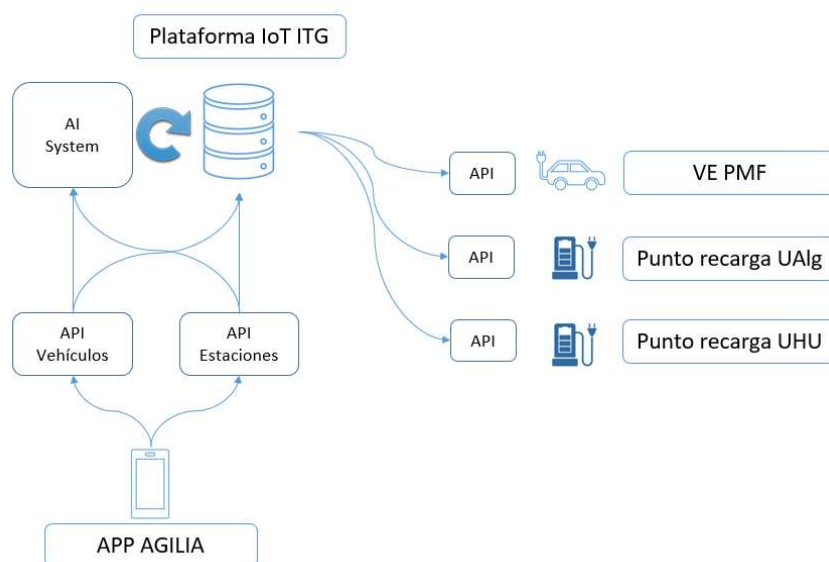 Plataforma IoT ITG
AI
System
API
VE PMF
API
Punto recarga UAlg
API
Punto recarga UHU
API
Vehículos
API
Estaciones
APP AGILIA